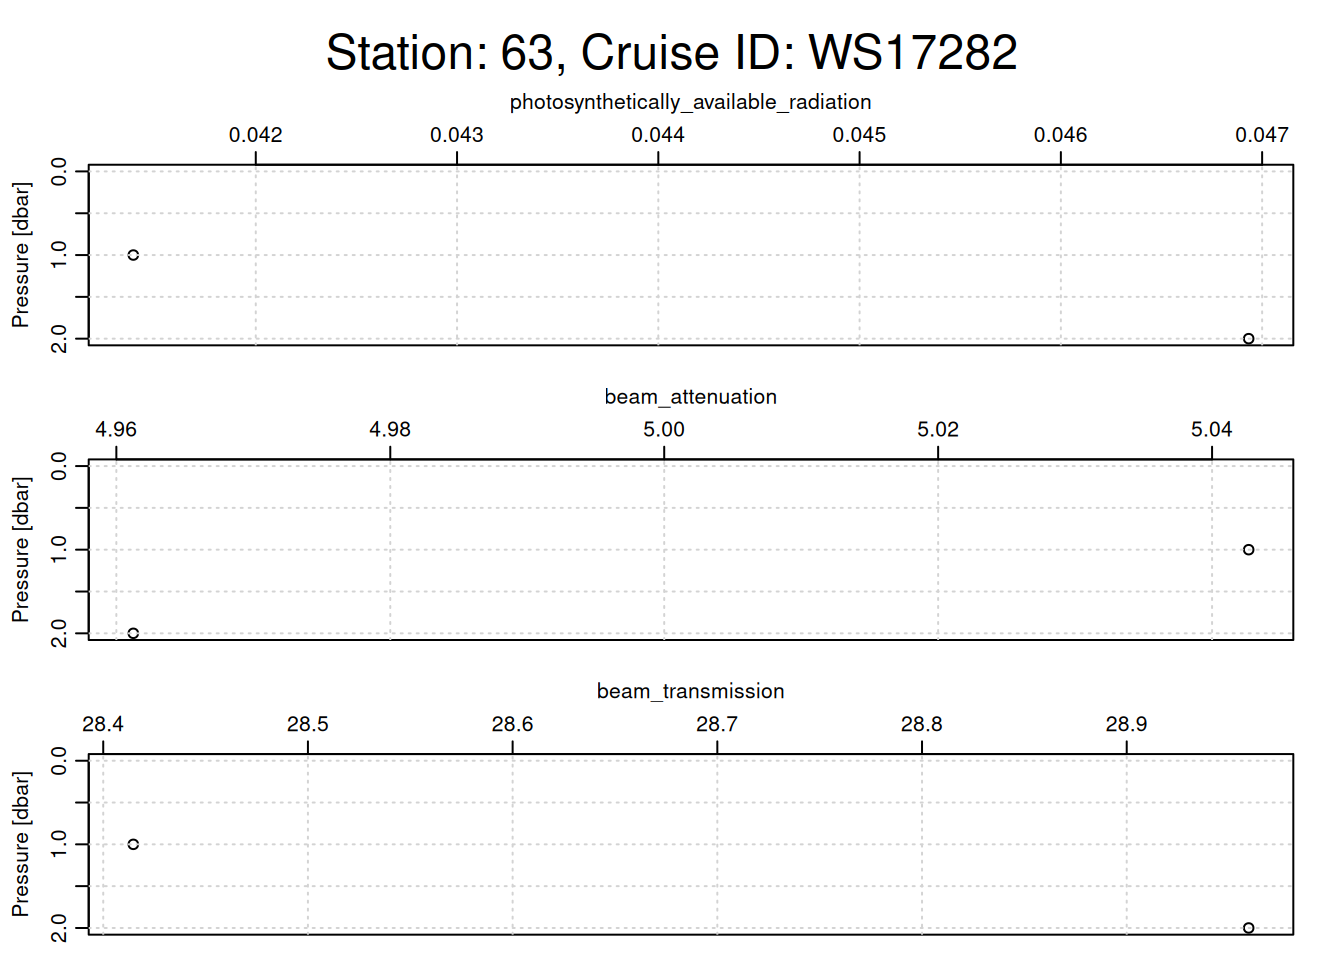 Station: 63, Cruise ID: WS17282
photosynthetically_available_radiation
0.042 0.043 0.044 0.045 0.046 0.047
Pressure [dbar]
0.0
1.0
2.0
beam_attenuation
4.96 4.98 5.00 5.02 5.04
Pressure [dbar]
0.0
1.0
2.0
beam_transmission
28.4 28.5 28.6 28.7 28.8 28.9
Pressure [dbar]
0.0
1.0
2.0